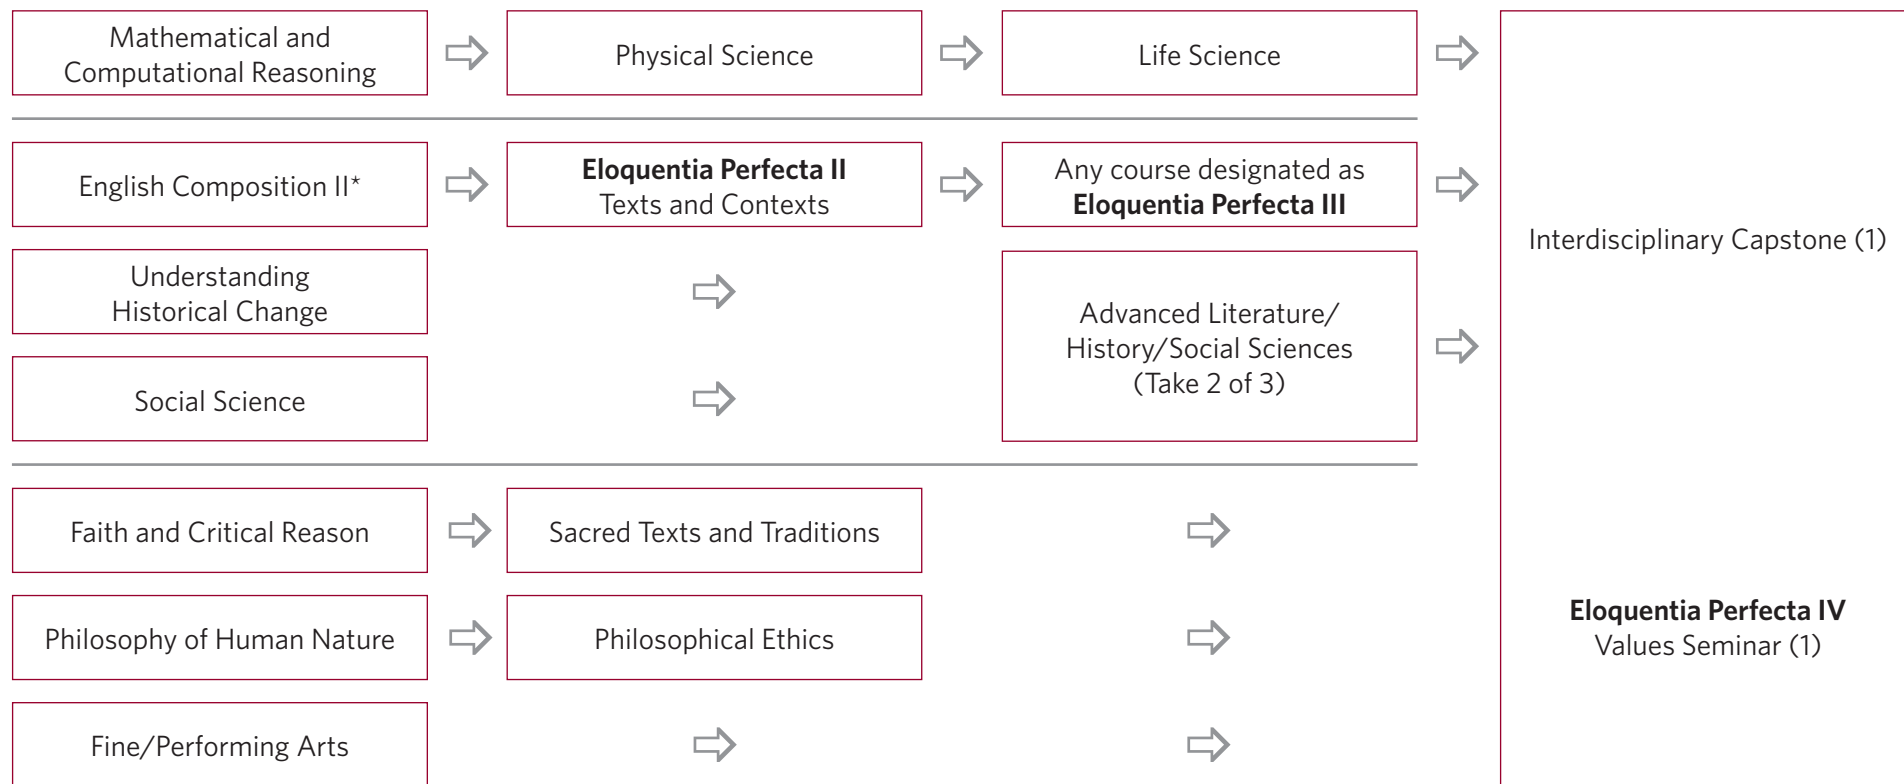 Mathematical and
Computational Reasoning
Physical Science
Life Science
English Composition II*
Eloquentia Perfecta II
Texts and Contexts
Any course designated as
Eloquentia Perfecta III
Understanding
Historical Change
Advanced Literature/
History/Social Sciences
(Take 2 of 3)
Social Science
Faith and Critical Reason
Sacred Texts and Traditions
Philosophy of Human Nature
Philosophical Ethics
Fine/Performing Arts
Interdisciplinary Capstone (1)
Eloquentia Perfecta IV
Values Seminar (1)